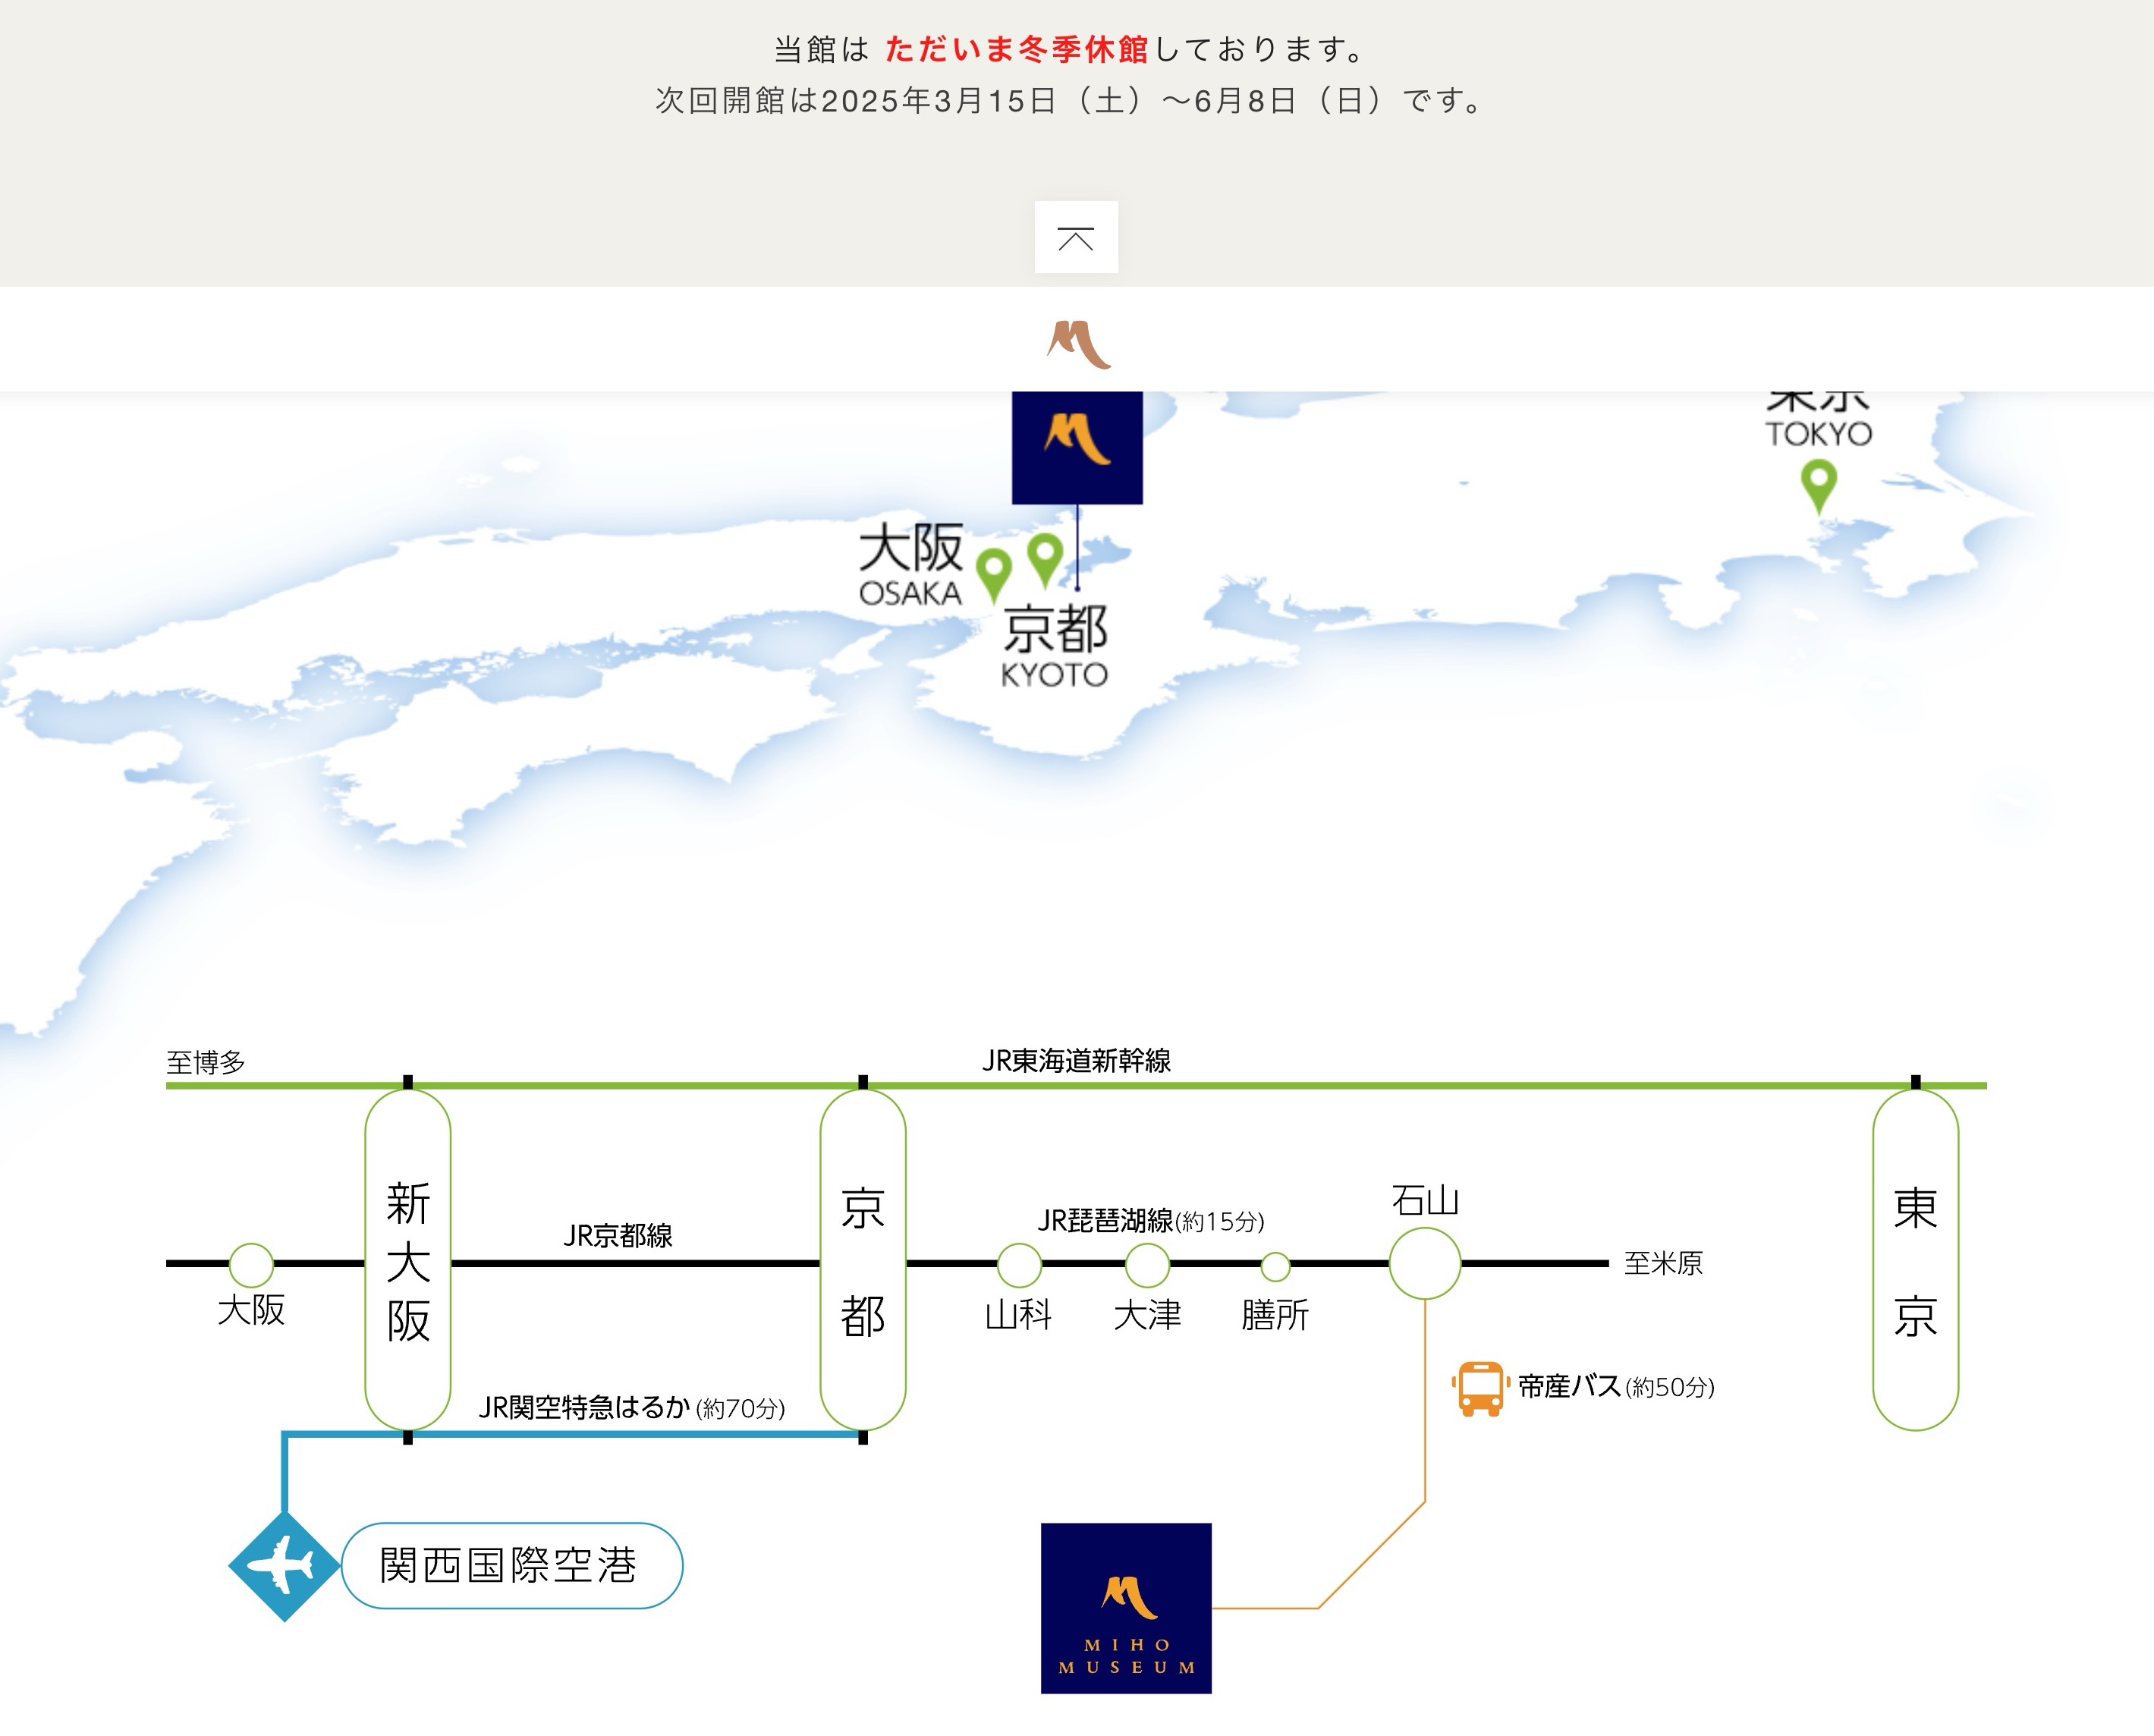 当館は ただいま冬季休館しております。
次回開館は2025年3月15日（土）～6月8日（日）です。
東京
TOKYO
大阪
OSAKA
京都
KYOTO
至博多
JR東海道新幹線
新大阪
京都
東京
石山
JR京都線
JR琵琶湖線(約15分)
至米原
大阪
山科
大津
膳所
帝産バス(約50分)
JR関空特急はるか(約70分)
関西国際空港
MIHO
MUSEUM